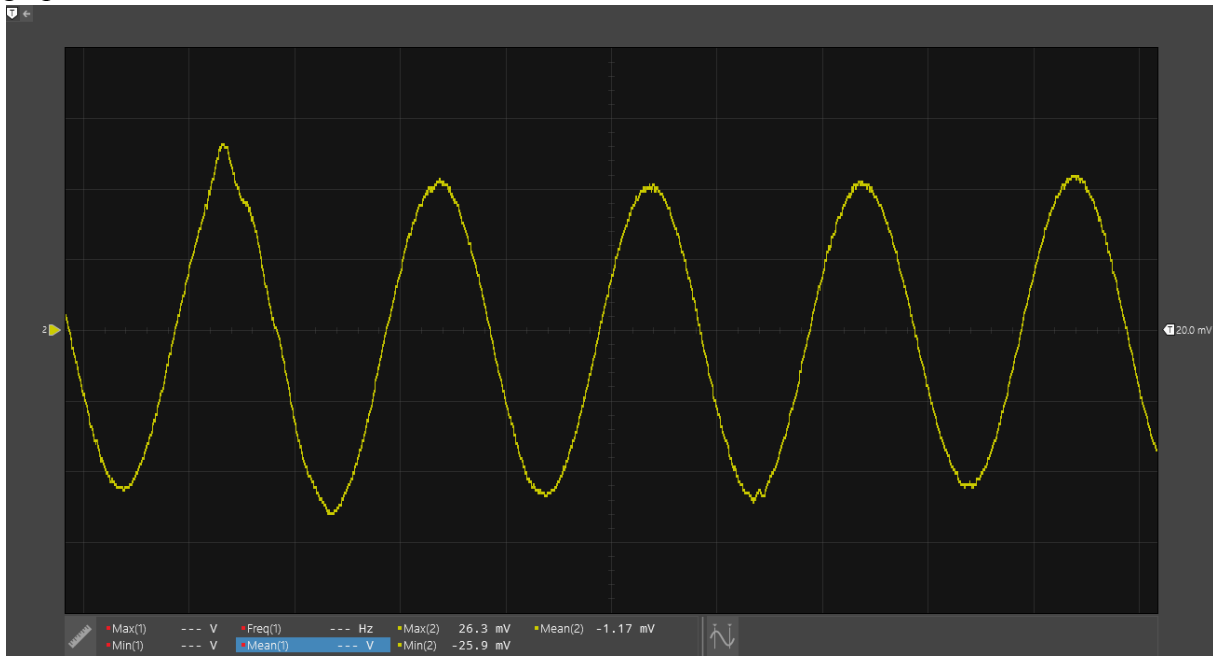 T
2
T 20.0 mV
Max(1) --- V Freq(1) --- Hz Max(2) 26.3 mV Mean(2) -1.17 mV
Min(1) --- V Mean(1) --- V Min(2) -25.9 mV